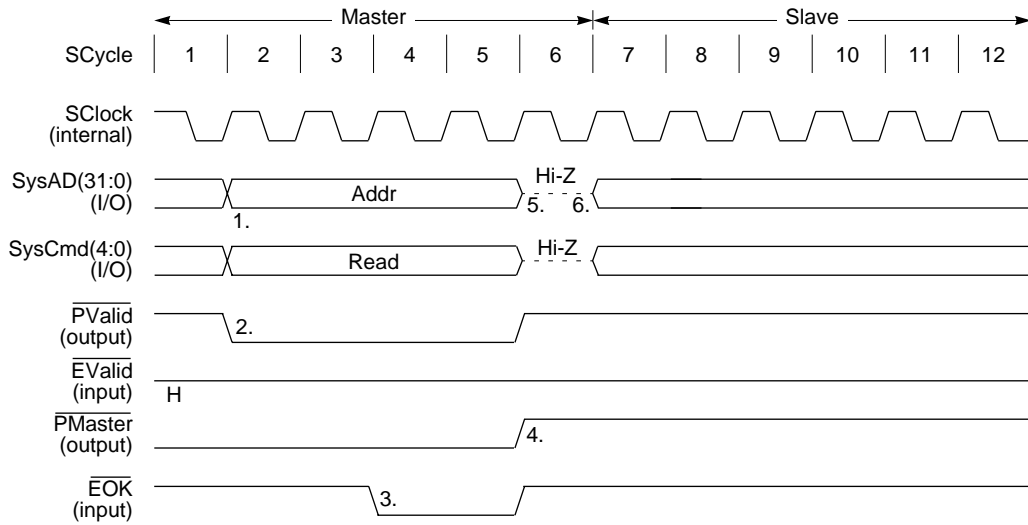 Master Slave
SCycle 1 2 3 4 5 6 7 8 9 10 11 12
SClock
(internal)
SysAD(31:0)
(I/O)
Addr
Hi-Z
1.
5. 6.
SysCmd(4:0)
(I/O)
Read
Hi-Z
PValid
(output)
2.
EValid
(input)
H
PMaster
(output)
4.
EOK
(input)
3.